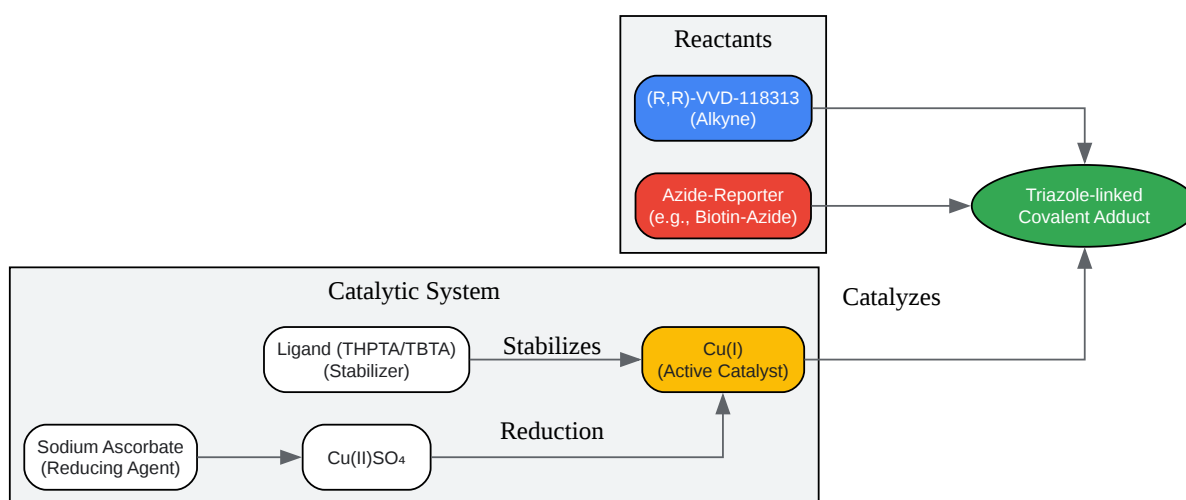 Reactants
(R,R)-VVD-118313
(Alkyne)
Azide-Reporter
(e.g., Biotin-Azide)
Triazole-linked
Covalent Adduct
Catalytic System
Catalyzes
Ligand (THPTA/TBTA)
(Stabilizer)
Stabilizes
Cu(I)
(Active Catalyst)
Sodium Ascorbate
(Reducing Agent)
Cu(II)SO₄
Reduction